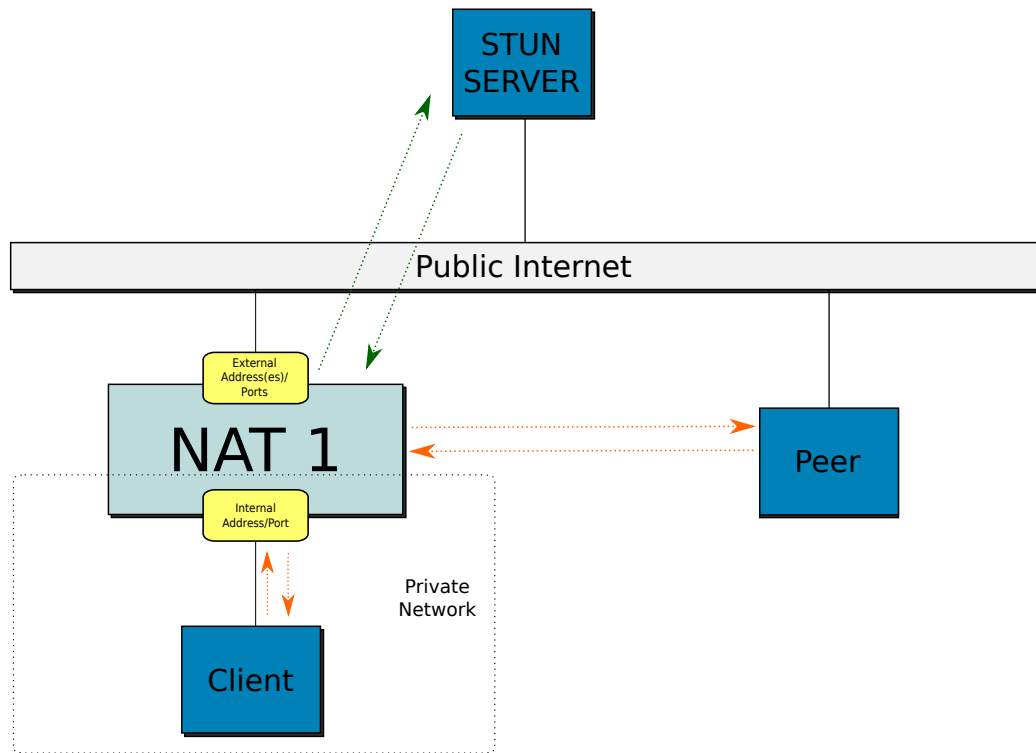 STUN
SERVER
Public Internet
External
Address(es)/
Ports
NAT 1
Peer
Internal
Address/Port
Private
Network
Client